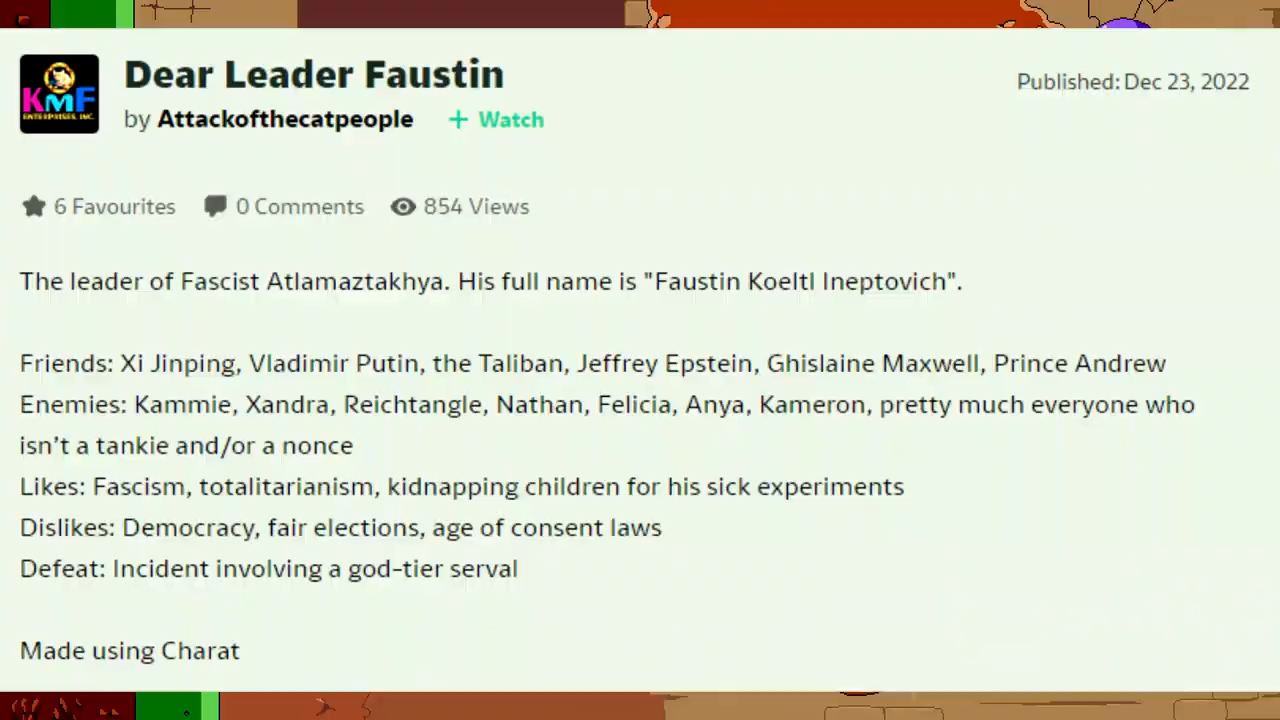 Dear Leader Faustin
Published: Dec 23, 2022
KMF
ENTERPRISES, INC.
by Attackofthecatpeople + Watch
6 Favourites 0 Comments 854 Views
The leader of Fascist Atlamaztakhya. His full name is "Faustin Koeltl Ineptovich".
Friends: Xi Jinping, Vladimir Putin, the Taliban, Jeffrey Epstein, Ghislaine Maxwell, Prince Andrew
Enemies: Kammie, Xandra, Reichtangle, Nathan, Felicia, Anya, Kameron, pretty much everyone who
isn't a tankie and/or a nonce
Likes: Fascism, totalitarianism, kidnapping children for his sick experiments
Dislikes: Democracy, fair elections, age of consent laws
Defeat: Incident involving a god-tier serval
Made using Charat